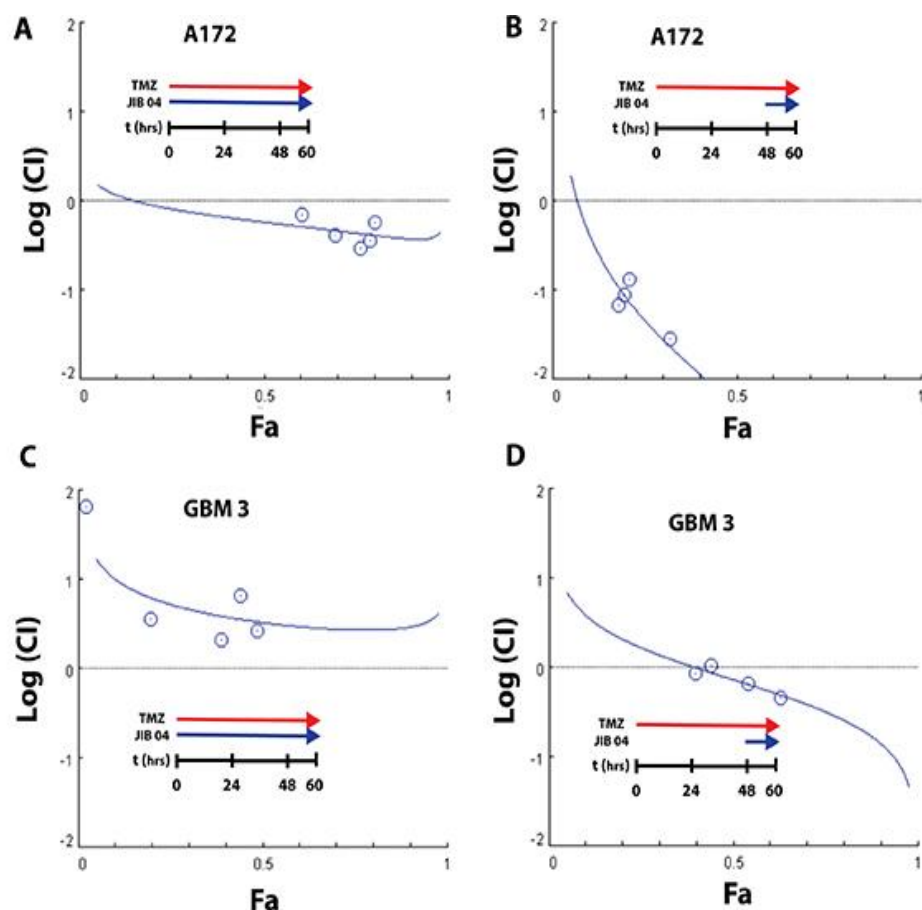 A
A172
TMZ
JIB 04
t (hrs)
0 24 48 60
2
1
0
-1
-2
Log (CI)
0 0.5 1
Fa
B
A172
TMZ
JIB 04
t (hrs)
0 24 48 60
2
1
0
-1
-2
Log (CI)
0 0.5 1
Fa
C
GBM 3
2
1
0
-1
-2
Log (CI)
TMZ
JIB 04
t (hrs)
0 24 48 60
0 0.5 1
Fa
D
GBM 3
2
1
0
-1
-2
Log (CI)
TMZ
JIB 04
t (hrs)
0 24 48 60
0 0.5 1
Fa